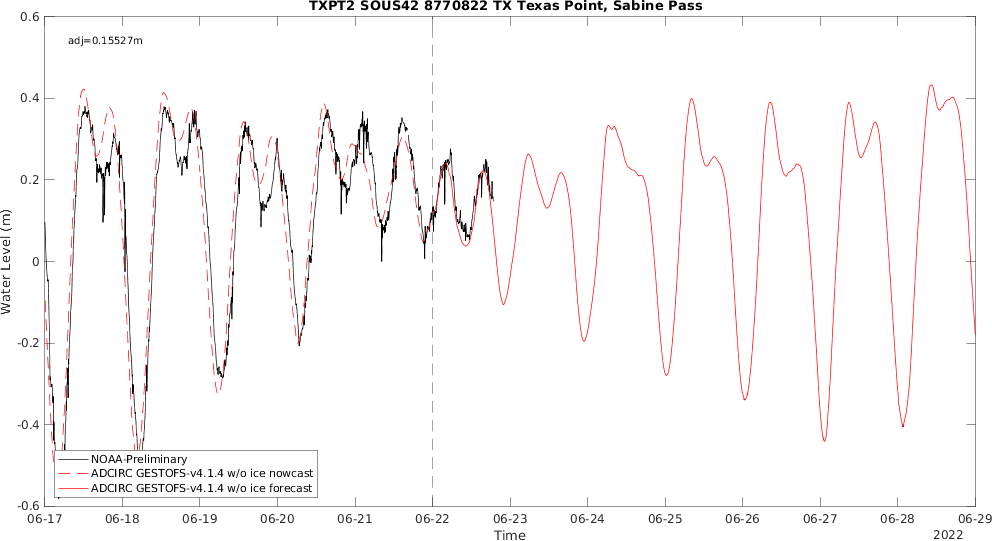 TXPT2 SOUS42 8770822 TX Texas Point, Sabine Pass
adj=0.15527m
Water Level (m)
0.6
0.4
0.2
0
-0.2
-0.4
-0.6
NOAA-Preliminary
ADCIRC GESTOFS-v4.1.4 w/o ice nowcast
ADCIRC GESTOFS-v4.1.4 w/o ice forecast
06-17 06-18 06-19 06-20 06-21 06-22 06-23 06-24 06-25 06-26 06-27 06-28 06-29
Time
2022